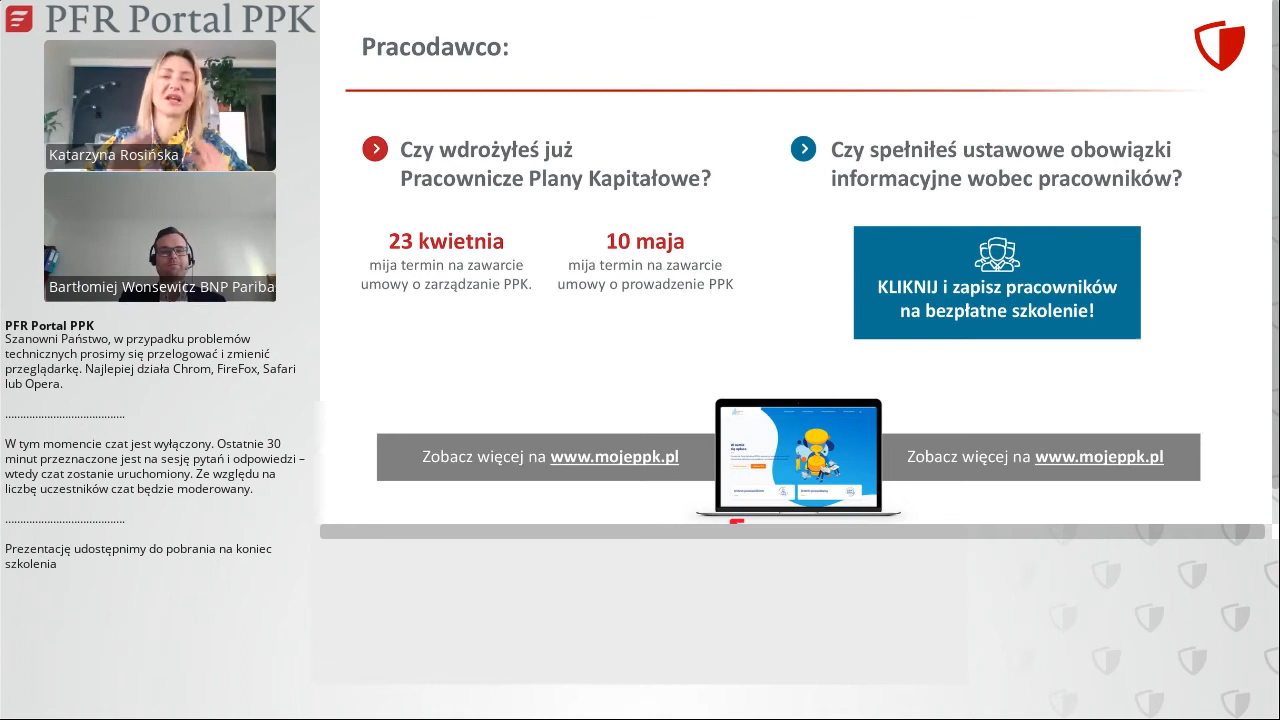 PFR Portal PPK
Katarzyna Rosińska
Bartłomiej Wonsewicz BNP Pariba
PFR Portal PPK
Szanowni Państwo, w przypadku problemów
technicznych prosimy się przelogować i zmienić
przeglądarkę. Najlepiej działa Chrom, FireFox, Safari
lub Opera.
........................................
W tym momencie czat jest wyłączony. Ostatnie 30
minut przeznaczone jest na sesję pytań i odpowiedzi –
wtedy czat zostanie uruchomiony. Ze względu na
liczbę uczestników czat będzie moderowany.
........................................
Prezentację udostępnimy do pobrania na koniec
szkolenia
Pracodawco:
Czy wdrożyłeś już
Pracownicze Plany Kapitałowe?
23 kwietnia
mija termin na zawarcie
umowy o zarządzanie PPK.
10 maja
mija termin na zawarcie
umowy o prowadzenie PPK
Czy spełniłeś ustawowe obowiązki
informacyjne wobec pracowników?
KLIKNIJ i zapisz pracowników
na bezpłatne szkolenie!
Zobacz więcej na www.mojeppk.pl
Zobacz więcej na www.mojeppk.pl